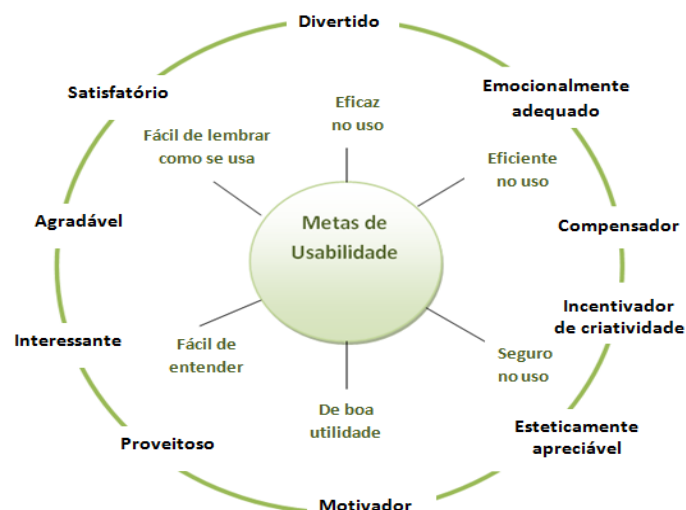 Divertido
Satisfatório
Emocionalmente
adequado
Eficaz
no uso
Fácil de lembrar
como se usa
Eficiente
no uso
Agradável
Metas de
Usabilidade
Compensador
Interessante
Incentivador
de criatividade
Fácil de
entender
Seguro
no uso
De boa
utilidade
Proveitoso
Esteticamente
apreciável
Motivador